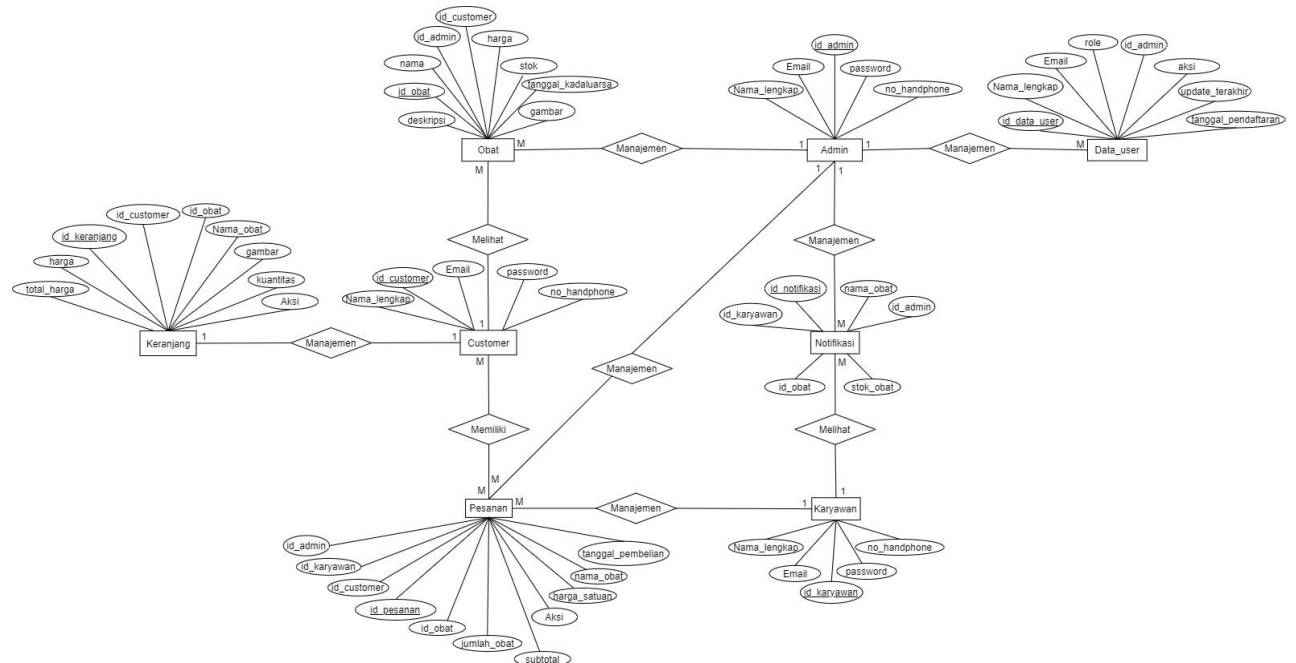 id_customer
id_admin
harga
nama
stok
id_obat
tanggal_kadaluarsa
deskripsi
gambar
Obat
M
M
Manajemen
id_admin
Email
password
Nama_lengkap
no_handphone
1
Admin
1
1
1
Manajemen
role
id_admin
Email
aksi
Nama_lengkap
update_terakhir
id_data_user
tanggal_pendaftaran
M
Data_user
Melihat
Manajemen
id_customer
id_obat
id_keranjang
Nama_obat
harga
gambar
total_harga
kuantitas
Aksi
Keranjang
1
Manajemen
1
id_customer
Email
password
Nama_lengkap
no_handphone
1
Customer
M
id_notifikasi
nama_obat
id_karyawan
id_admin
M
Notifikasi
M
id_obat
stok_obat
Manajemen
Memiliki
Melihat
M
M
Pesanan
M
Manajemen
1
1
Karyawan
Nama_lengkap
no_handphone
Email
password
id_karyawan
id_admin
id_karyawan
id_customer
id_pesanan
id_obat
jumlah_obat
subtotal
Aksi
harga_satuan
nama_obat
tanggal_pembelian